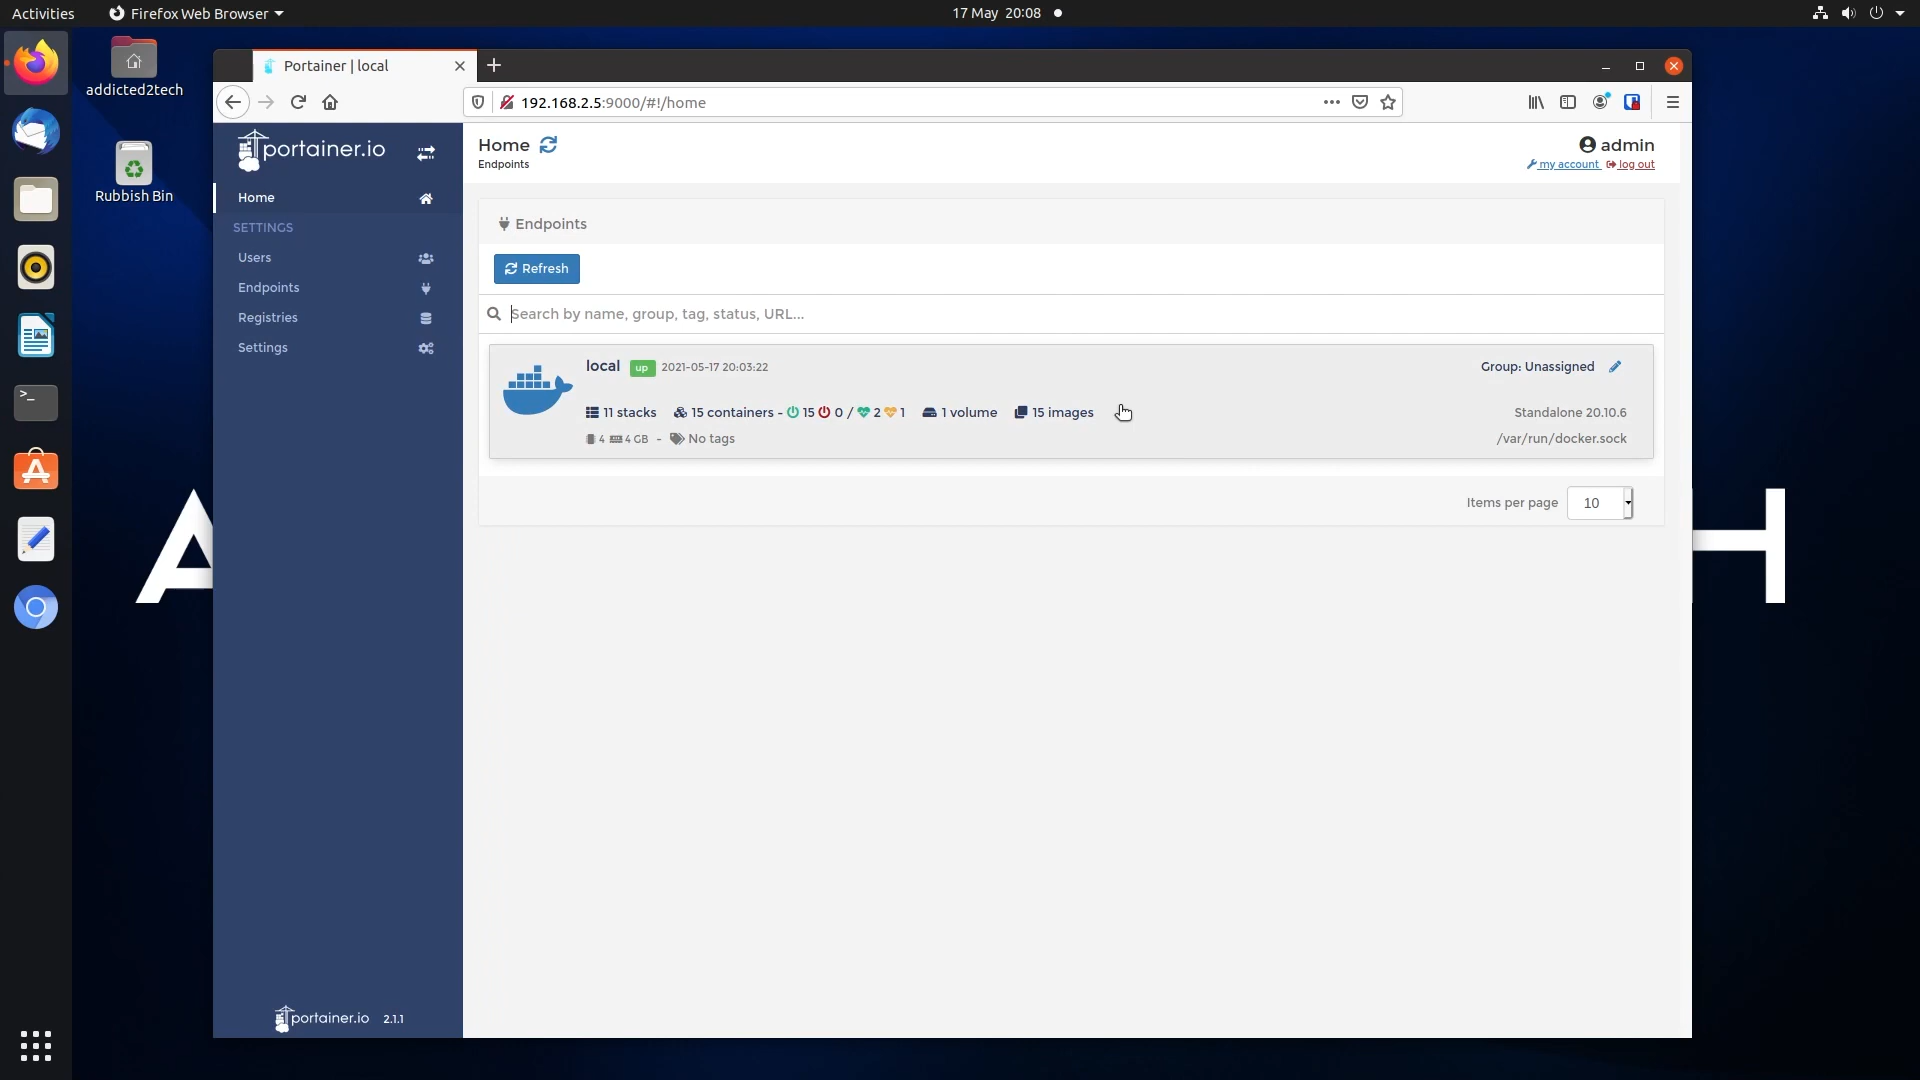 Activities Firefox Web Browser 17 May 20:08
addicted2tech
Rubbish Bin
Portainer | local
192.168.2.5:9000/#!/home
portainer.io
Home
SETTINGS
Users
Endpoints
Registries
Settings
portainer.io 2.1.1
Home
Endpoints
admin
my account log out
Endpoints
Refresh
Search by name, group, tag, status, URL...
local up 2021-05-17 20:03:22 Group: Unassigned
11 stacks 15 containers - 15 0 / 2 1 1 volume 15 images Standalone 20.10.6
4 4 GB - No tags /var/run/docker.sock
Items per page 10
A H